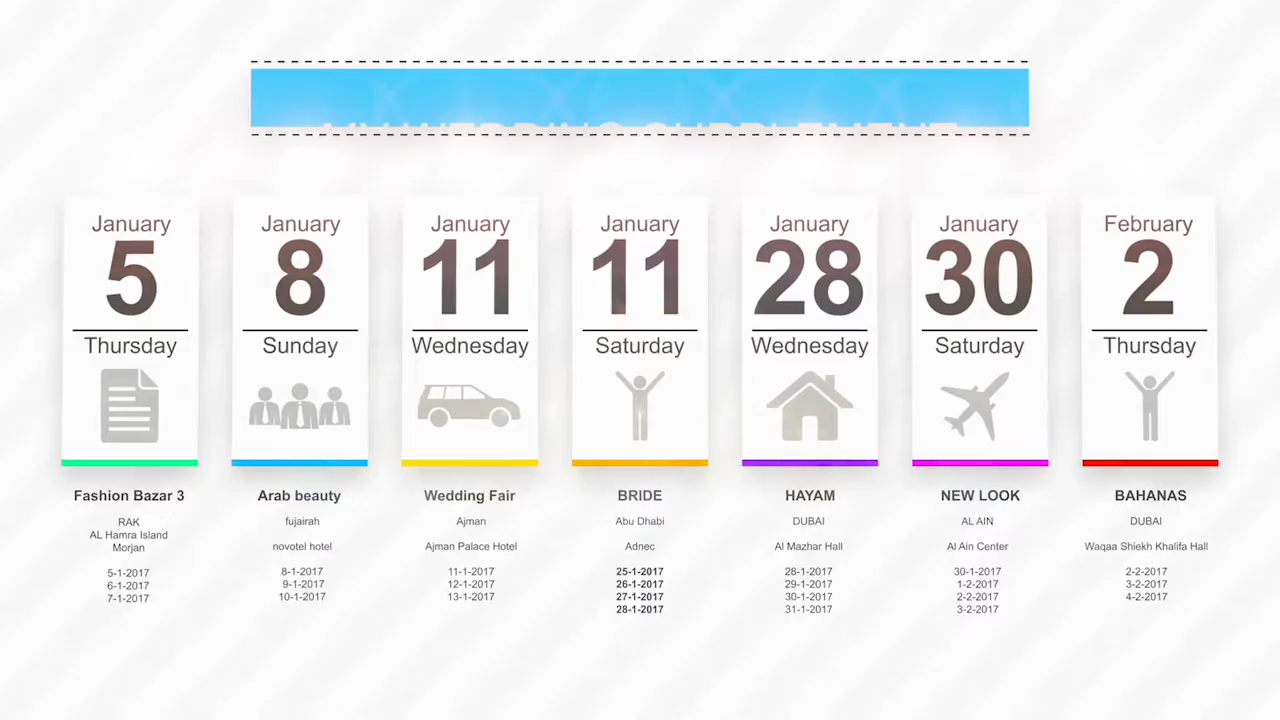 January
5
Thursday
Fashion Bazar 3
RAK
AL Hamra Island
Morjan
5-1-2017
6-1-2017
7-1-2017
January
8
Sunday
Arab beauty
fujairah
novotel hotel
8-1-2017
9-1-2017
10-1-2017
January
11
Wednesday
Wedding Fair
Ajman
Ajman Palace Hotel
11-1-2017
12-1-2017
13-1-2017
January
11
Saturday
BRIDE
Abu Dhabi
Adnec
25-1-2017
26-1-2017
27-1-2017
28-1-2017
January
28
Wednesday
HAYAM
DUBAI
Al Mazhar Hall
28-1-2017
29-1-2017
30-1-2017
31-1-2017
January
30
Saturday
NEW LOOK
AL AIN
Al Ain Center
30-1-2017
1-2-2017
2-2-2017
3-2-2017
February
2
Thursday
BAHANAS
DUBAI
Waqaa Shiekh Khalifa Hall
2-2-2017
3-2-2017
4-2-2017